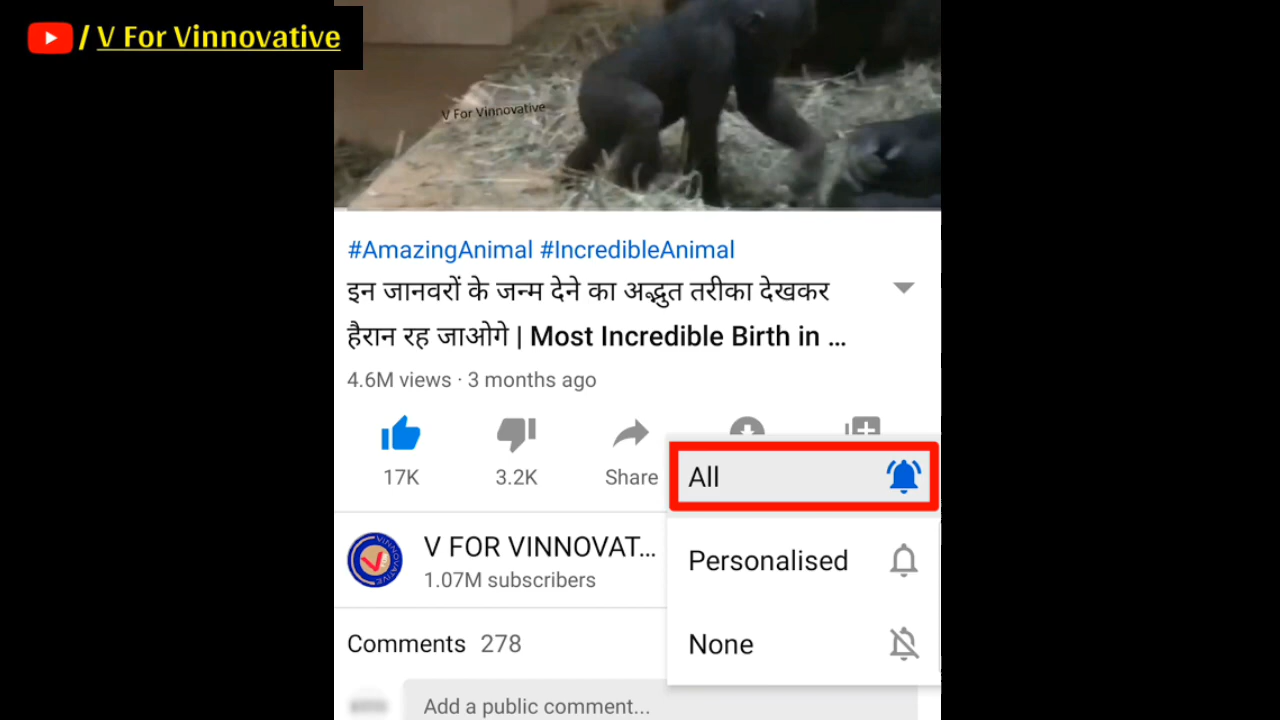 / V For Vinnovative
V For Vinnovative
#AmazingAnimal #IncredibleAnimal
इन जानवरों के जन्म देने का अद्भुत तरीका देखकर
हैरान रह जाओगे | Most Incredible Birth in ...
4.6M views · 3 months ago
17K 3.2K Share
All
V FOR VINNOVAT...
1.07M subscribers
Personalised
None
Comments 278
Add a public comment...